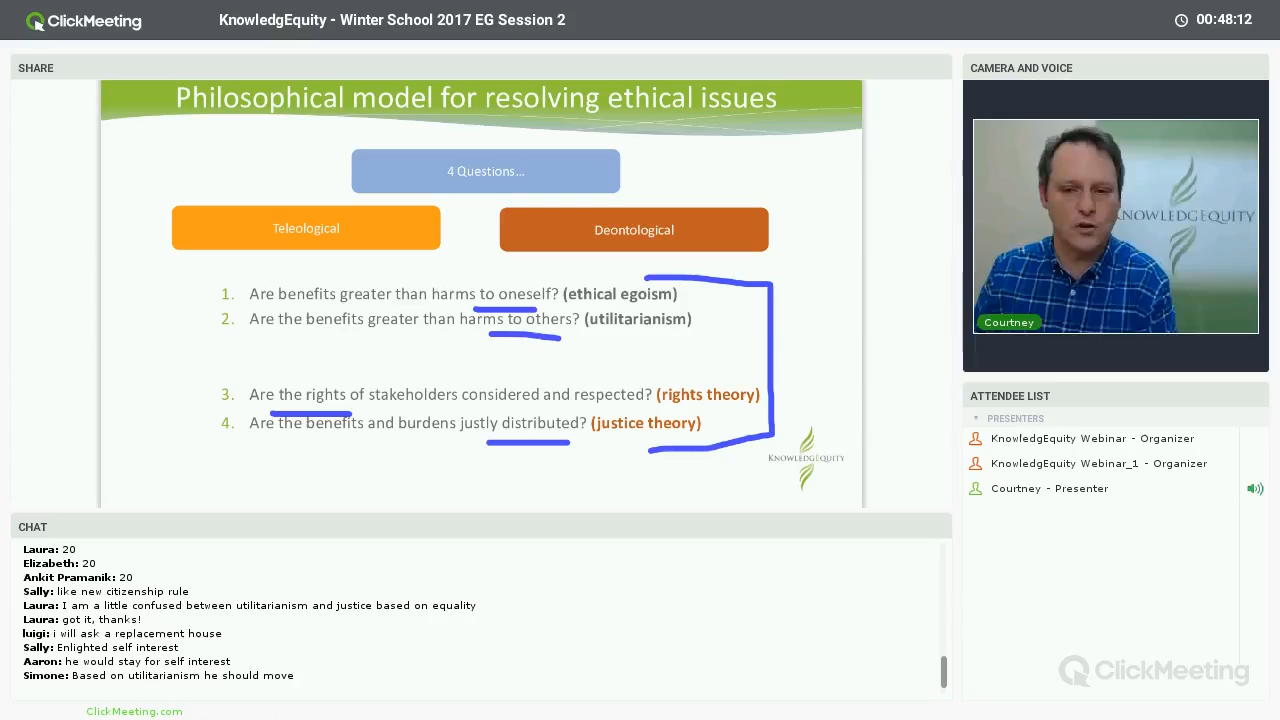 ClickMeeting
KnowledgEquity - Winter School 2017 EG Session 2
00:48:12
SHARE
Philosophical model for resolving ethical issues
4 Questions...
Teleological
Deontological
1. Are benefits greater than harms to oneself? (ethical egoism)
2. Are the benefits greater than harms to others? (utilitarianism)
3. Are the rights of stakeholders considered and respected? (rights theory)
4. Are the benefits and burdens justly distributed? (justice theory)
KNOWLEDGEQUITY
CAMERA AND VOICE
KNOWLEDGEQUITY
Courtney
ATTENDEE LIST
PRESENTERS
KnowledgEquity Webinar - Organizer
KnowledgEquity Webinar_1 - Organizer
Courtney - Presenter
CHAT
Laura: 20
Elizabeth: 20
Ankit Pramanik: 20
Sally: like new citizenship rule
Laura: I am a little confused between utilitarianism and justice based on equality
Laura: got it, thanks!
luigi: i will ask a replacement house
Sally: Enlighted self interest
Aaron: he would stay for self interest
Simone: Based on utilitarianism he should move
ClickMeeting
ClickMeeting.com